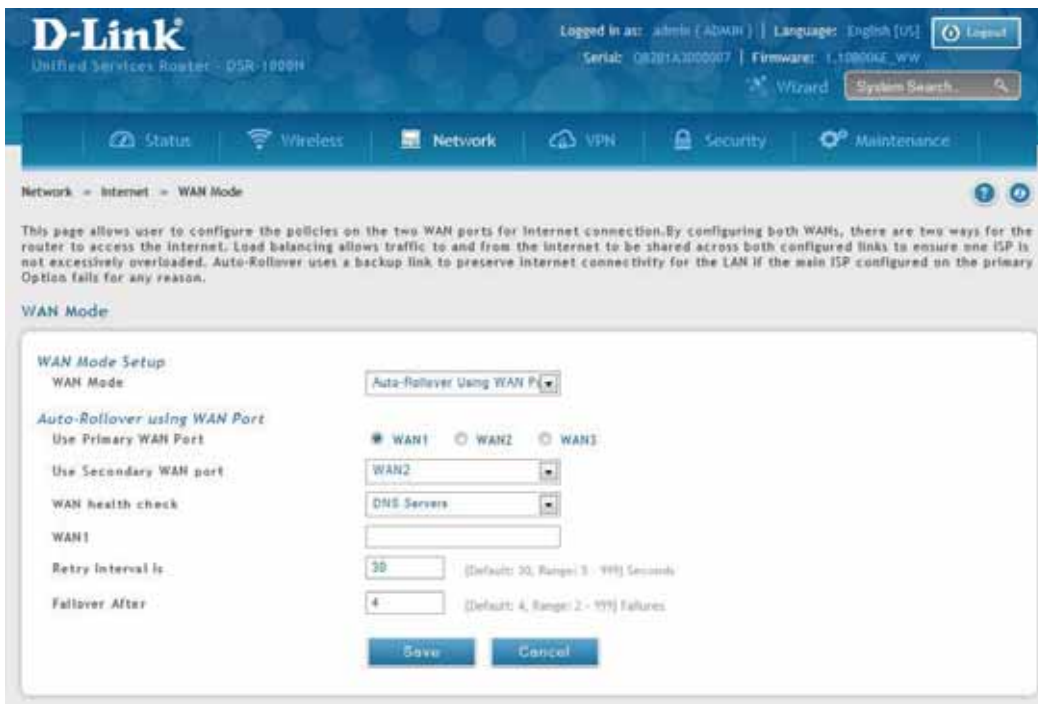 D-Link
Logged in as: admin ( ADMIN ) | Language: English [US]
Logout
Unified Services Router - DSR-1000N
Serial: | Firmware:
Wizard
System Search..
Status
Wireless
Network
VPN
Security
Maintenance
Network » Internet » WAN Mode
This page allows user to configure the policies on the two WAN ports for Internet connection.By configuring both WANs, there are two ways for the
router to access the internet. Load balancing allows traffic to and from the internet to be shared across both configured links to ensure one ISP is
not excessively overloaded. Auto-Rollover uses a backup link to preserve internet connectivity for the LAN if the main ISP configured on the primary
Option fails for any reason.
WAN Mode
WAN Mode Setup
WAN Mode
Auto-Rollover Using WAN
Auto-Rollover using WAN Port
Use Primary WAN Port
WAN1
WAN2
WAN3
Use Secondary WAN port
WAN2
WAN health check
DNS Servers
WAN1
Retry Interval is
30
[Default: 30, Range: 5 - 999] Seconds
Failover After
4
[Default: 4, Range: 2 - 999] Failures
Save
Cancel